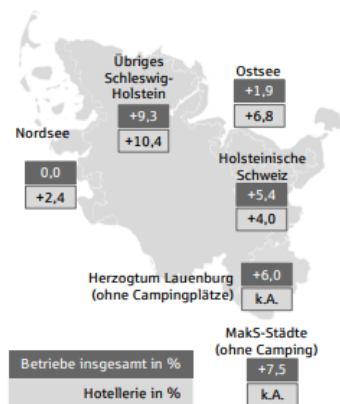 Übriges
Schleswig-
Holstein
+9,3
+10,4
Ostsee
+1,9
+6,8
Nordsee
0,0
+2,4
Holsteinische
Schweiz
+5,4
+4,0
Herzogtum Lauenburg
(ohne Campingplätze)
+6,0
k.A.
MakS-Städte
(ohne Camping)
+7,5
k.A.
Betriebe insgesamt in %
Hotellerie in %